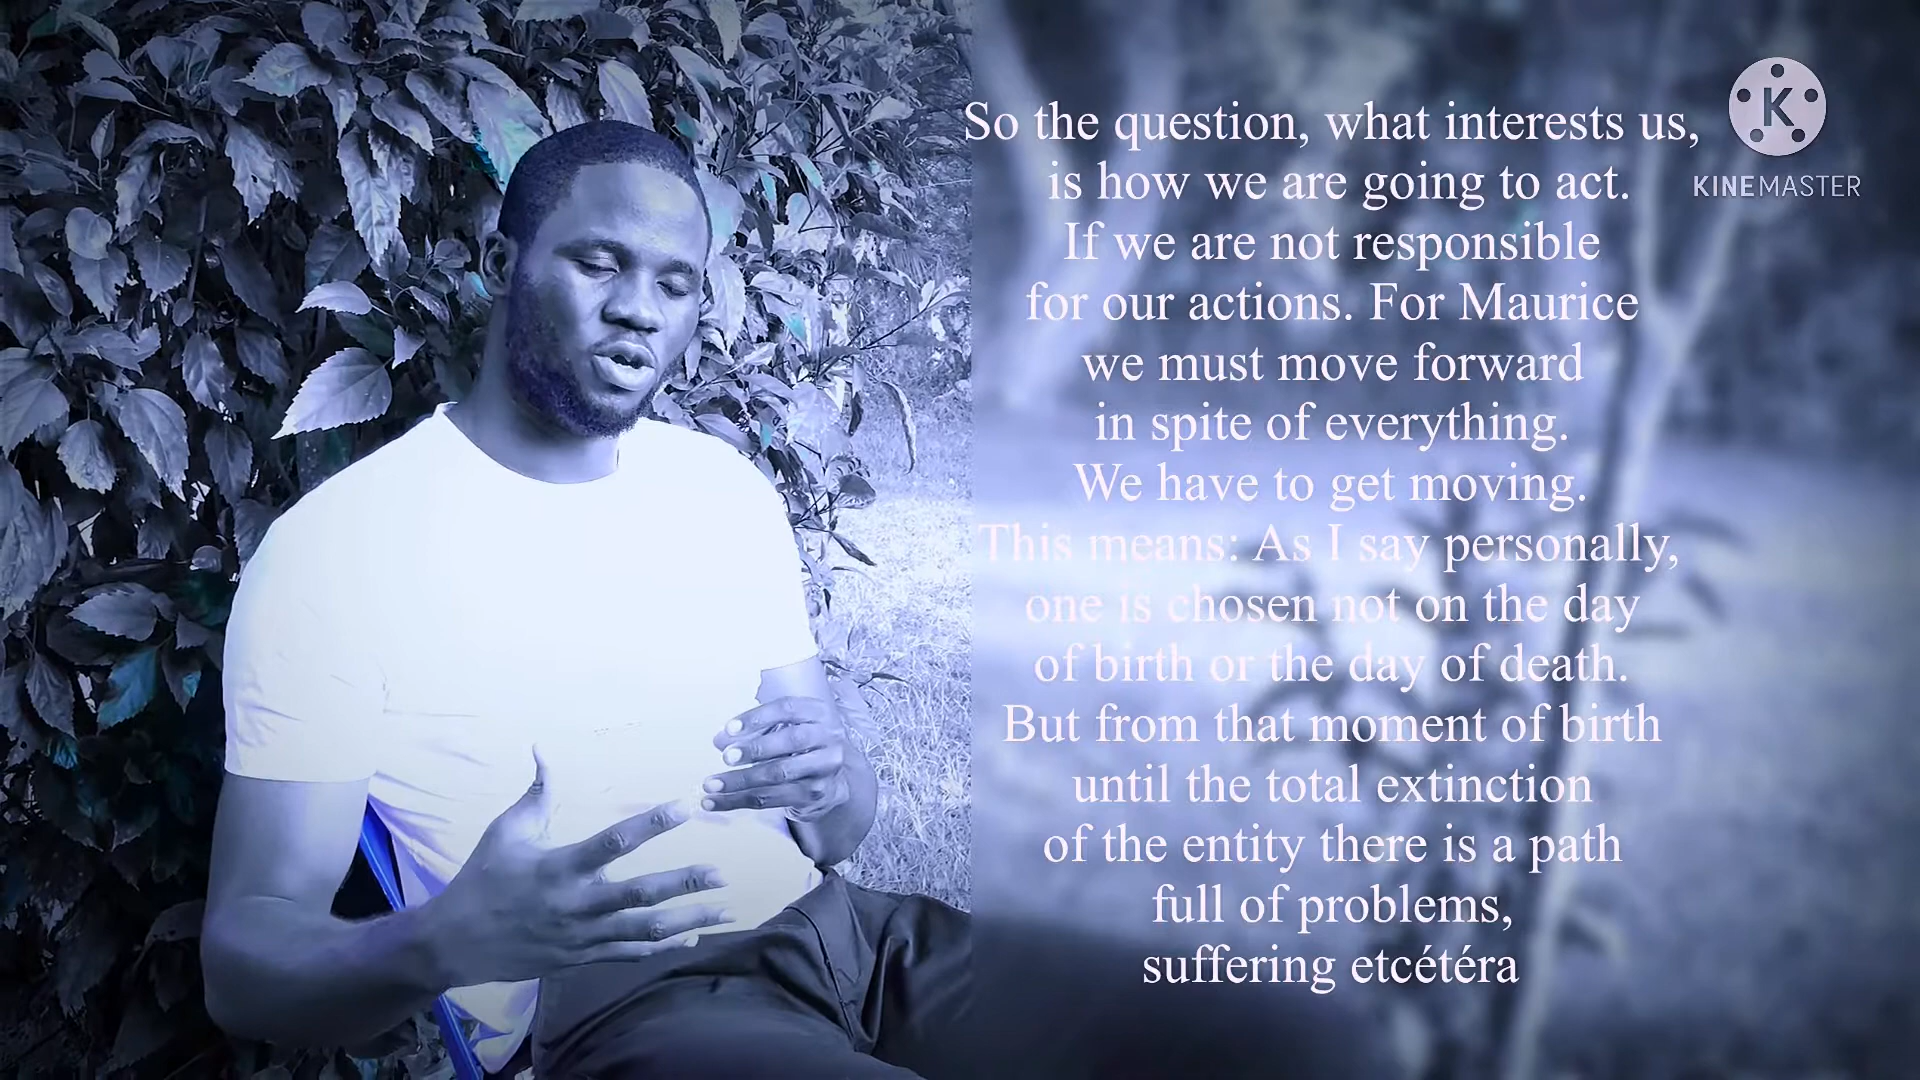 So the question, what interests us,
is how we are going to act.
If we are not responsible
for our actions. For Maurice
we must move forward
in spite of everything.
We have to get moving.
This means: As I say personally,
one is chosen not on the day
of birth or the day of death.
But from that moment of birth
until the total extinction
of the entity there is a path
full of problems,
suffering etcétéra
K
KINEMASTER